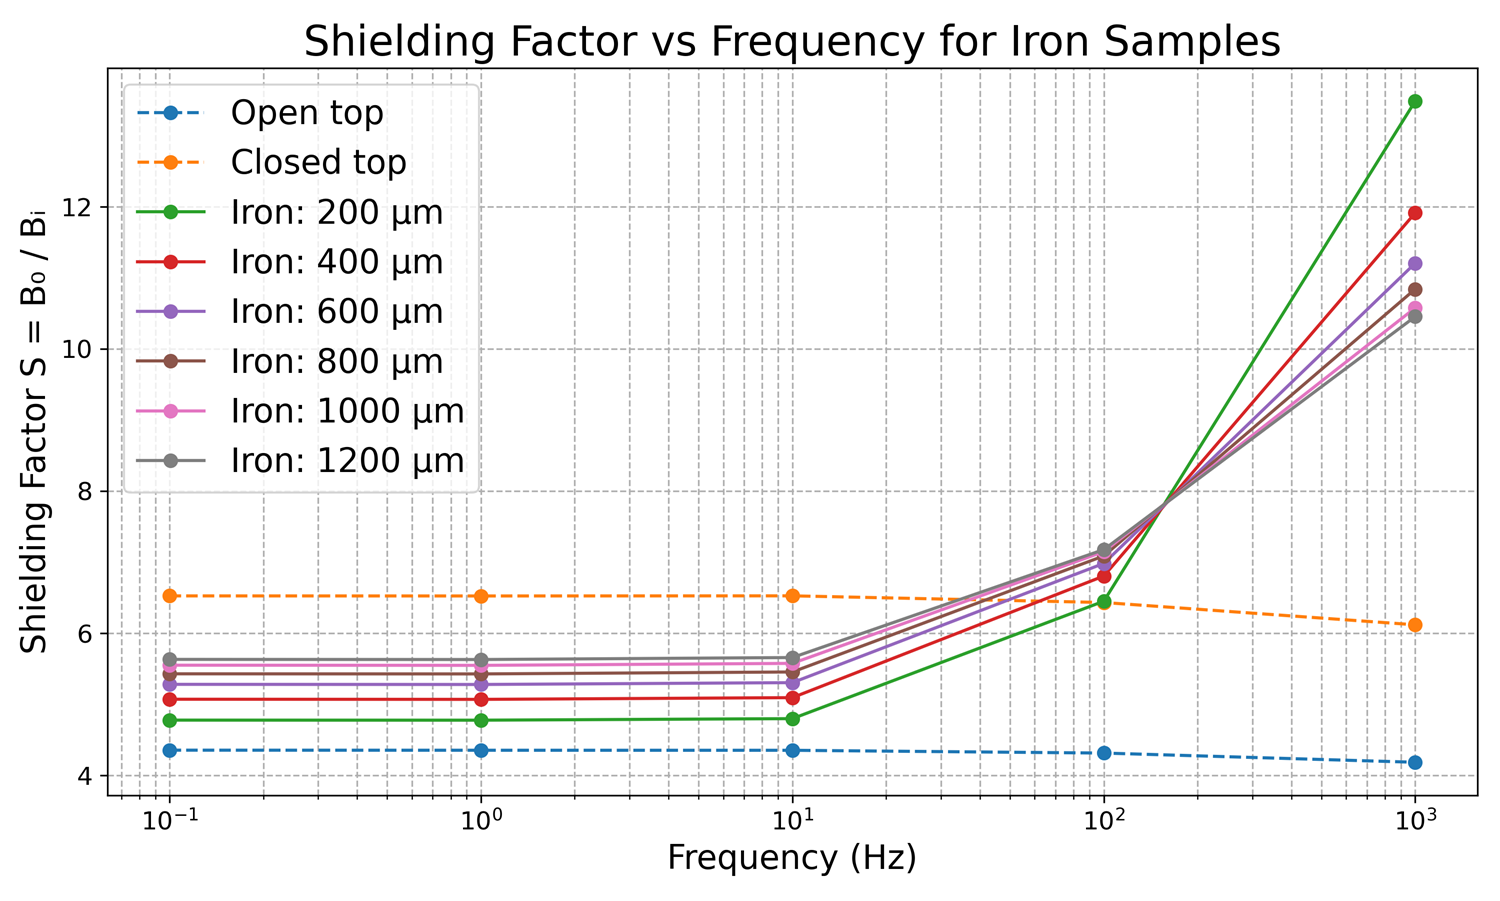 Shielding Factor vs Frequency for Iron Samples
Open top
Closed top
Iron: 200 µm
Iron: 400 µm
Iron: 600 µm
Iron: 800 µm
Iron: 1000 µm
Iron: 1200 µm
Shielding Factor S = B₀ / Bᵢ
12
10
8
6
4
10⁻¹ 10⁰ 10¹ 10² 10³
Frequency (Hz)